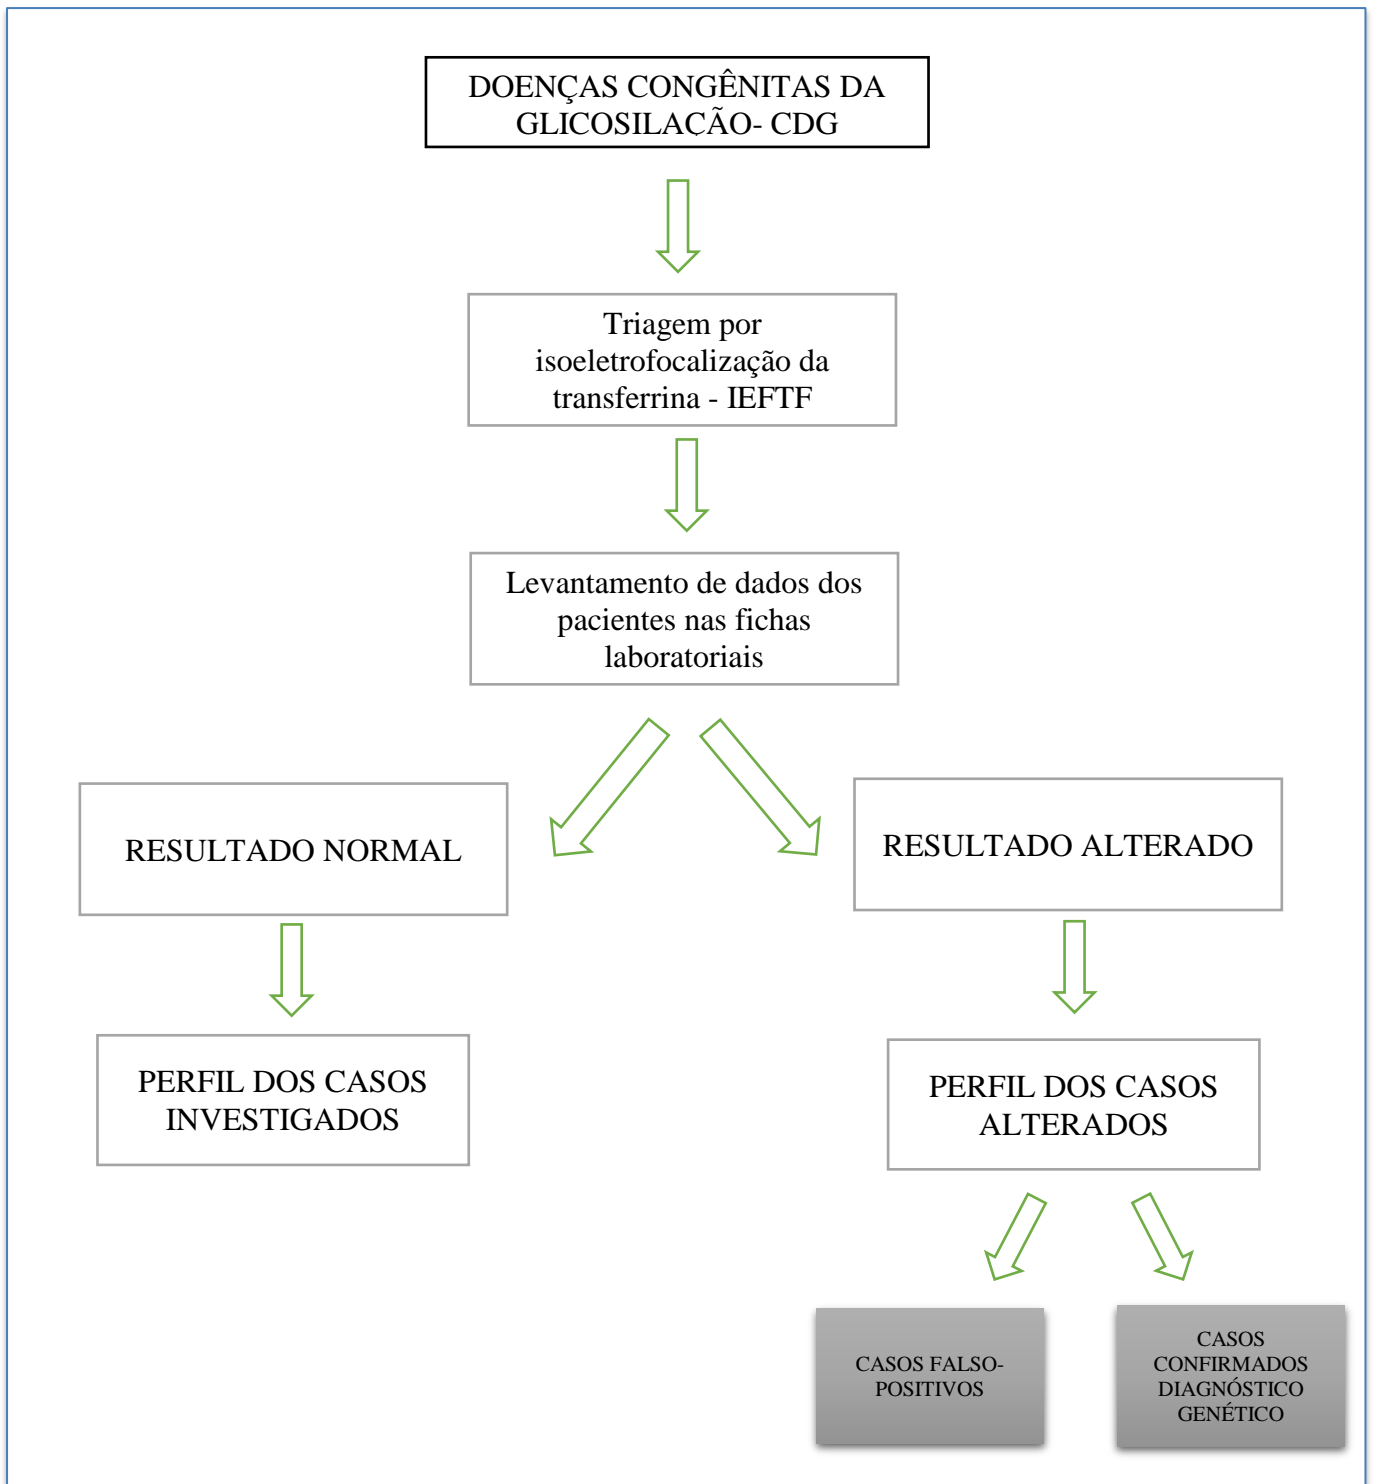 DOENÇAS CONGÊNITAS DA
GLICOSILAÇÃO- CDG
Triagem por
isoeletrofocalização da
transferrina - IEFTF
Levantamento de dados dos
pacientes nas fichas
laboratoriais
RESULTADO NORMAL
RESULTADO ALTERADO
PERFIL DOS CASOS
INVESTIGADOS
PERFIL DOS CASOS
ALTERADOS
CASOS FALSO-
POSITIVOS
CASOS
CONFIRMADOS
DIAGNÓSTICO
GENÉTICO